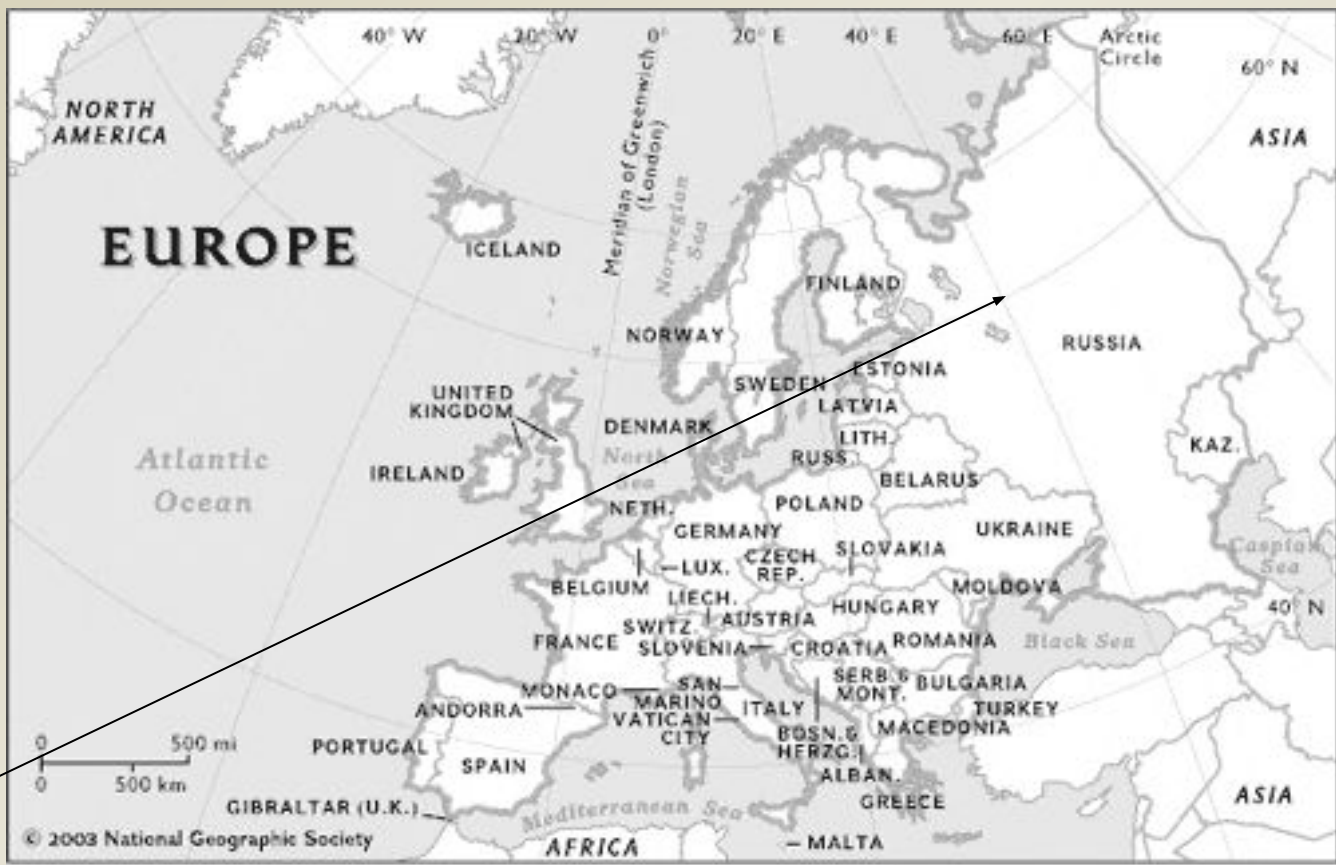 40° W
20° W
0°
20° E
40° E
60° E
Arctic
Circle
60° N
NORTH
AMERICA
Meridian of Greenwich
(London)
ASIA
Norwegian
Sea
EUROPE
ICELAND
FINLAND
NORWAY
RUSSIA
ESTONIA
SWEDEN
UNITED
KINGDOM
LATVIA
DENMARK
LITH.
KAZ.
North
Sea
RUSS.
Atlantic
Ocean
IRELAND
BELARUS
NETH.
POLAND
GERMANY
UKRAINE
CZECH
REP.
SLOVAKIA
LUX.
Caspian
Sea
BELGIUM
MOLDOVA
LIECH.
AUSTRIA
HUNGARY
40° N
SWITZ.
FRANCE
SLOVENIA
CROATIA
ROMANIA
Black Sea
SERB. &
MONT.
BULGARIA
MONACO
SAN
MARINO
ANDORRA
ITALY
TURKEY
VATICAN
CITY
MACEDONIA
BOSN. &
HERZG.
PORTUGAL
SPAIN
0 500 mi
0 500 km
ALBAN.
GREECE
GIBRALTAR (U.K.)
Mediterranean Sea
ASIA
© 2003 National Geographic Society
AFRICA
MALTA